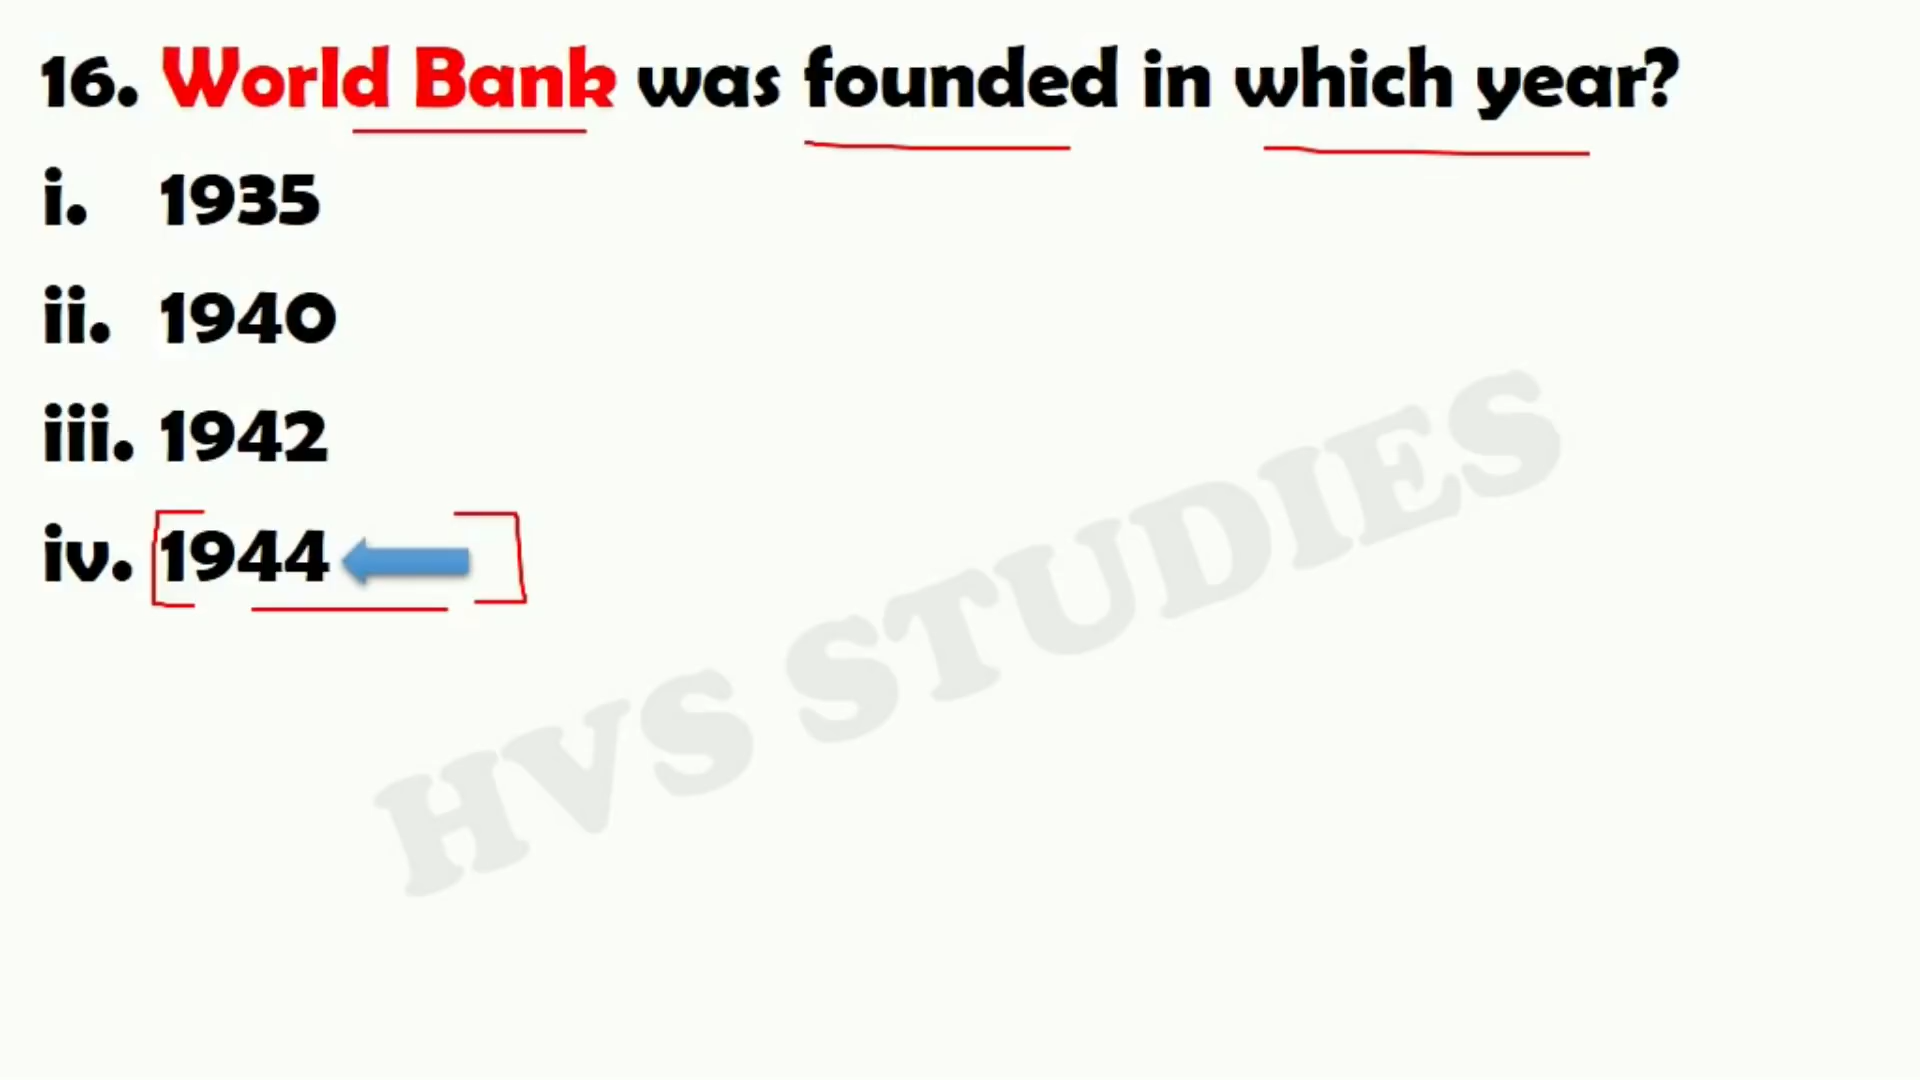 16. World Bank was founded in which year?
i. 1935
ii. 1940
iii. 1942
iv. 1944
HVS STUDIES